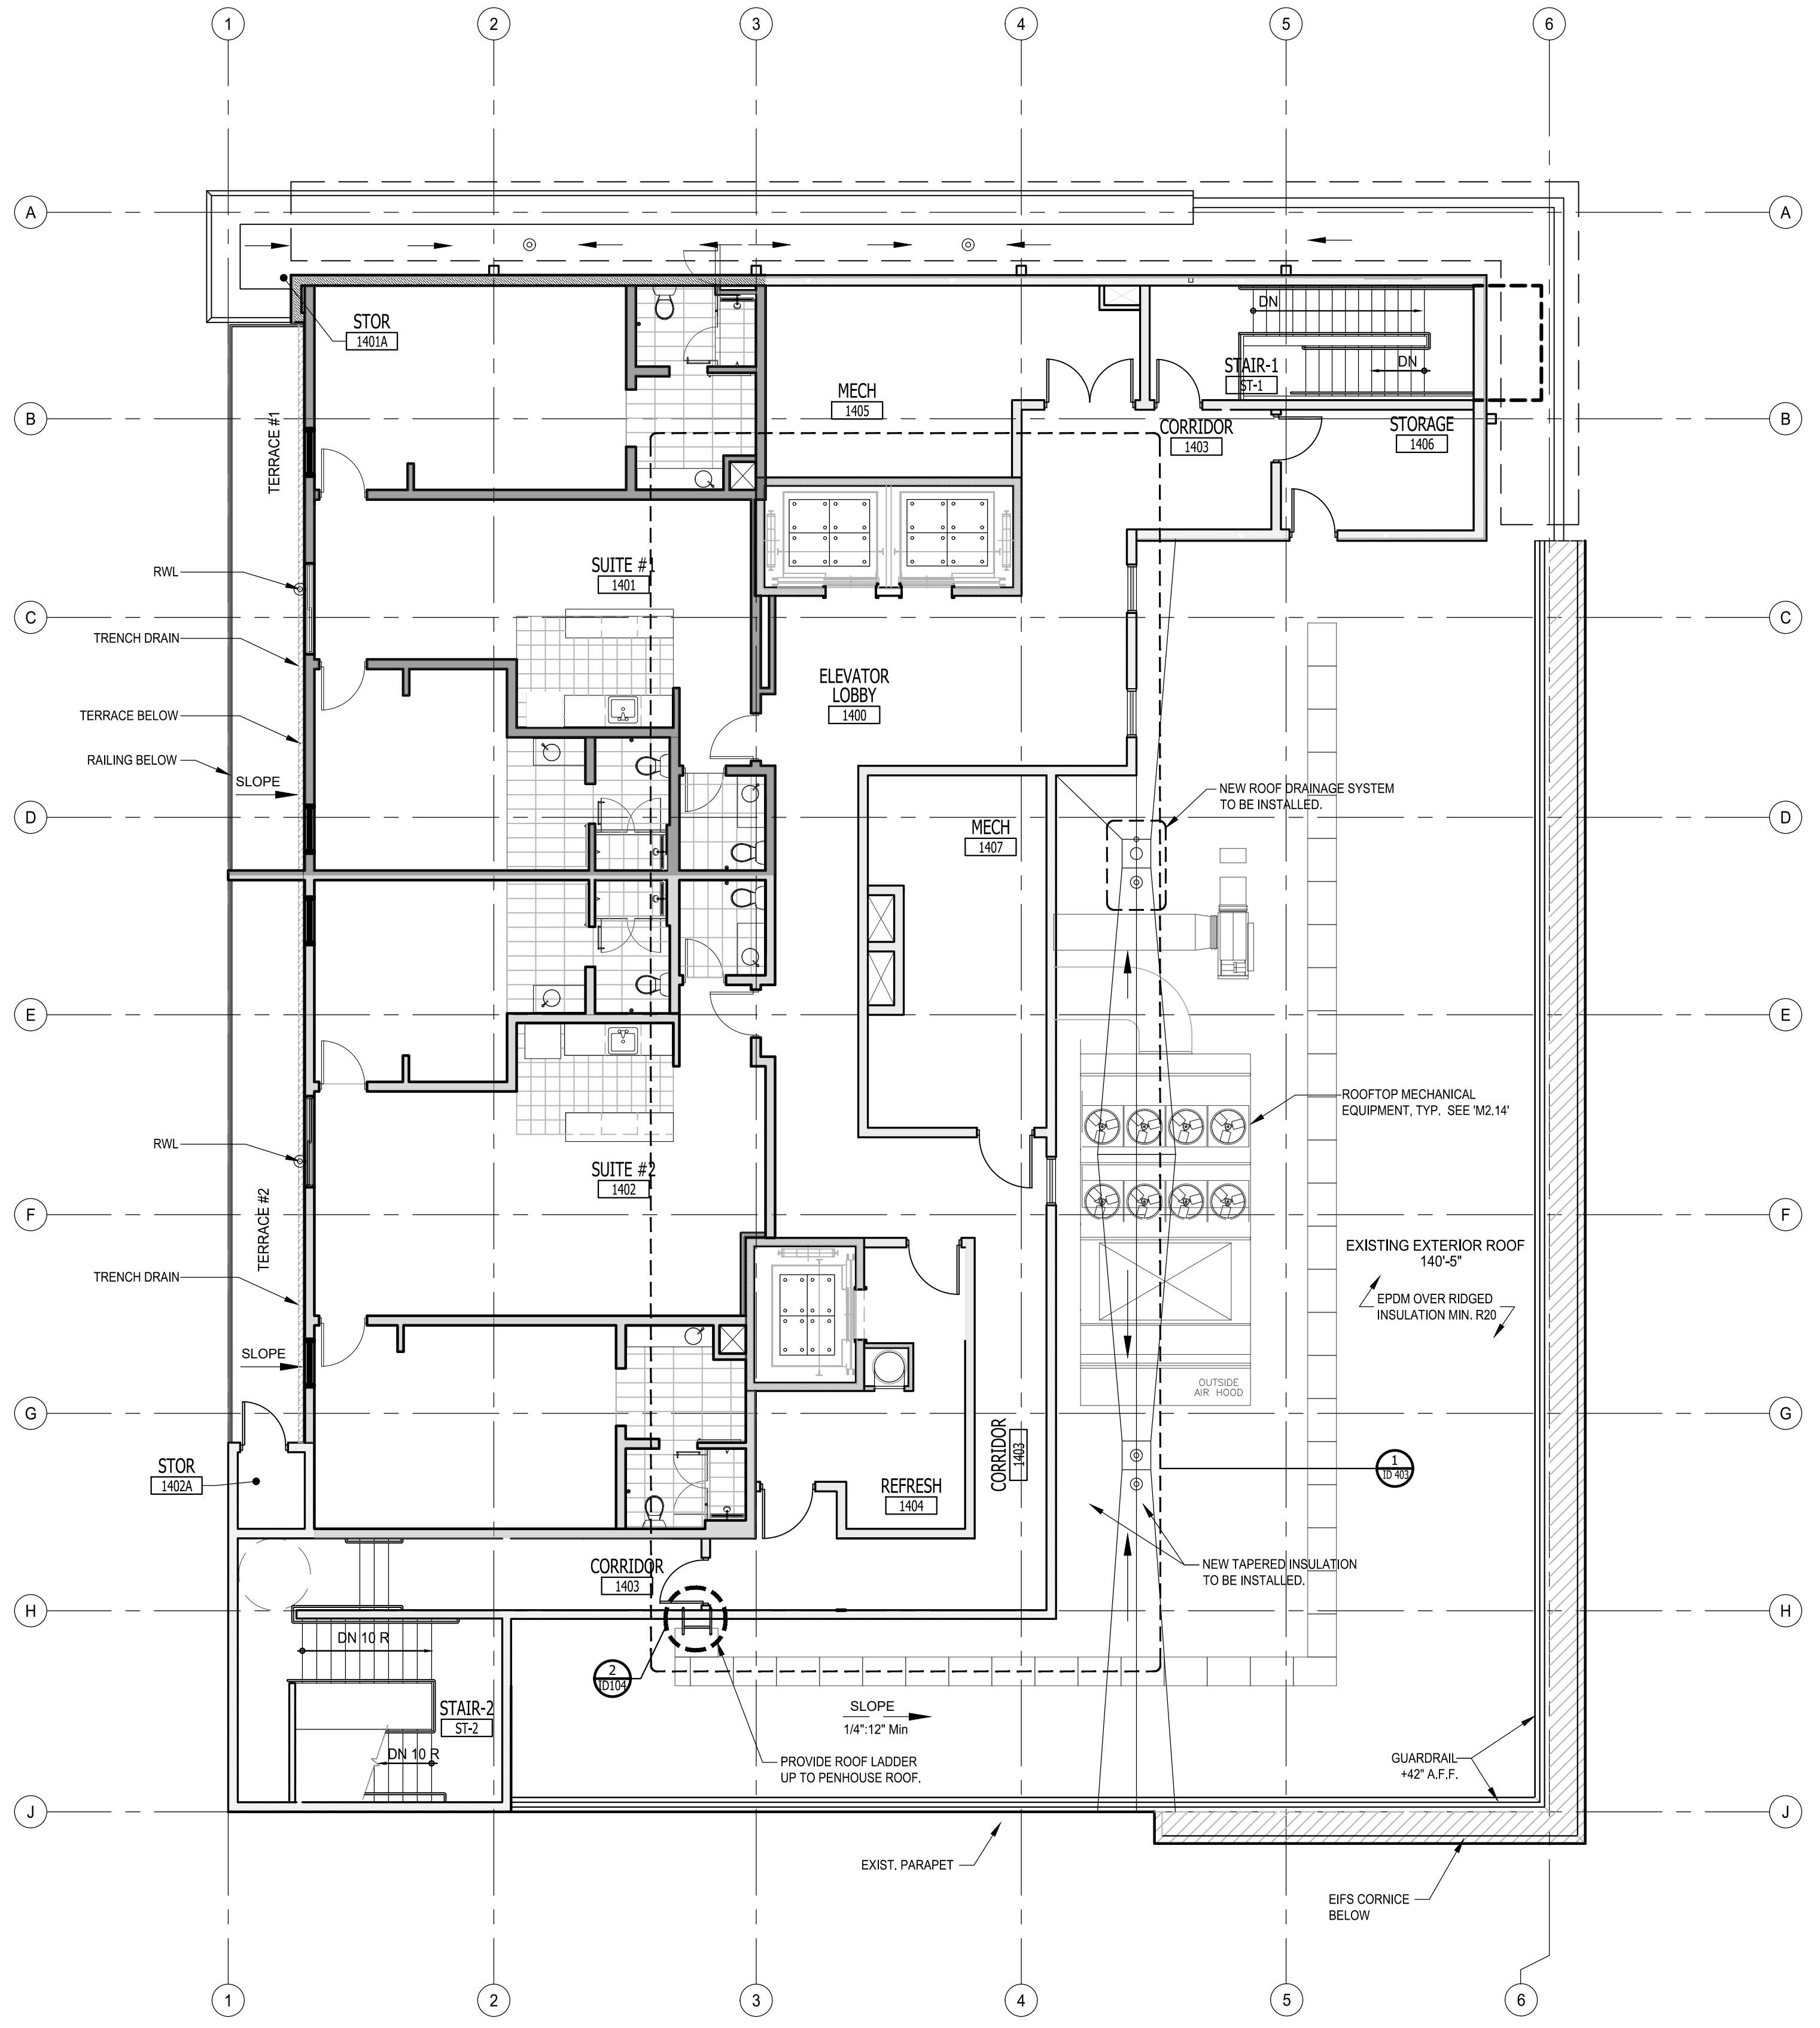 1 2 3 4 5 6
A A
DN
STOR
1401A
DN
STAIR-1
ST-1
MECH
1405
B B
CORRIDOR
1403
STORAGE
1406
TERRACE #1
SUITE #1
1401
RWL
C C
TRENCH DRAIN
ELEVATOR
LOBBY
1400
TERRACE BELOW
RAILING BELOW
SLOPE
NEW ROOF DRAINAGE SYSTEM
TO BE INSTALLED.
D D
MECH
1407
E E
ROOFTOP MECHANICAL
EQUIPMENT, TYP. SEE 'M2.14'
RWL
SUITE #2
1402
TERRACE #2
F F
EXISTING EXTERIOR ROOF
140'-5"
TRENCH DRAIN
EPDM OVER RIDGED
INSULATION MIN. R20
SLOPE
OUTSIDE
AIR HOOD
G G
CORRIDOR
1403
STOR
1402A
1
ID 403
REFRESH
1404
CORRIDOR
1403
NEW TAPERED INSULATION
TO BE INSTALLED.
H H
DN 10 R
2
ID104
STAIR-2
ST-2
SLOPE
1/4":12" Min
DN 10 R
PROVIDE ROOF LADDER
UP TO PENHOUSE ROOF.
GUARDRAIL
+42" A.F.F.
J J
EXIST. PARAPET
EIFS CORNICE
BELOW
1 2 3 4 5 6